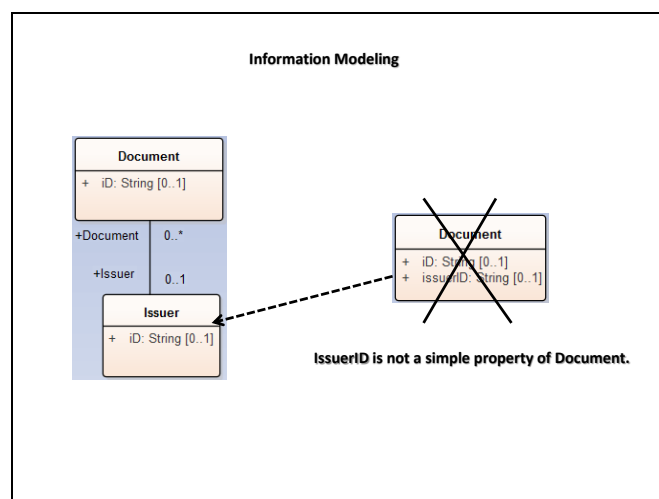 Information Modeling
Document
+ iD: String [0..1]
+Document 0..*
+Issuer 0..1
Issuer
+ iD: String [0..1]
Document
+ iD: String [0..1]
+ issuerID: String [0..1]
IssuerID is not a simple property of Document.